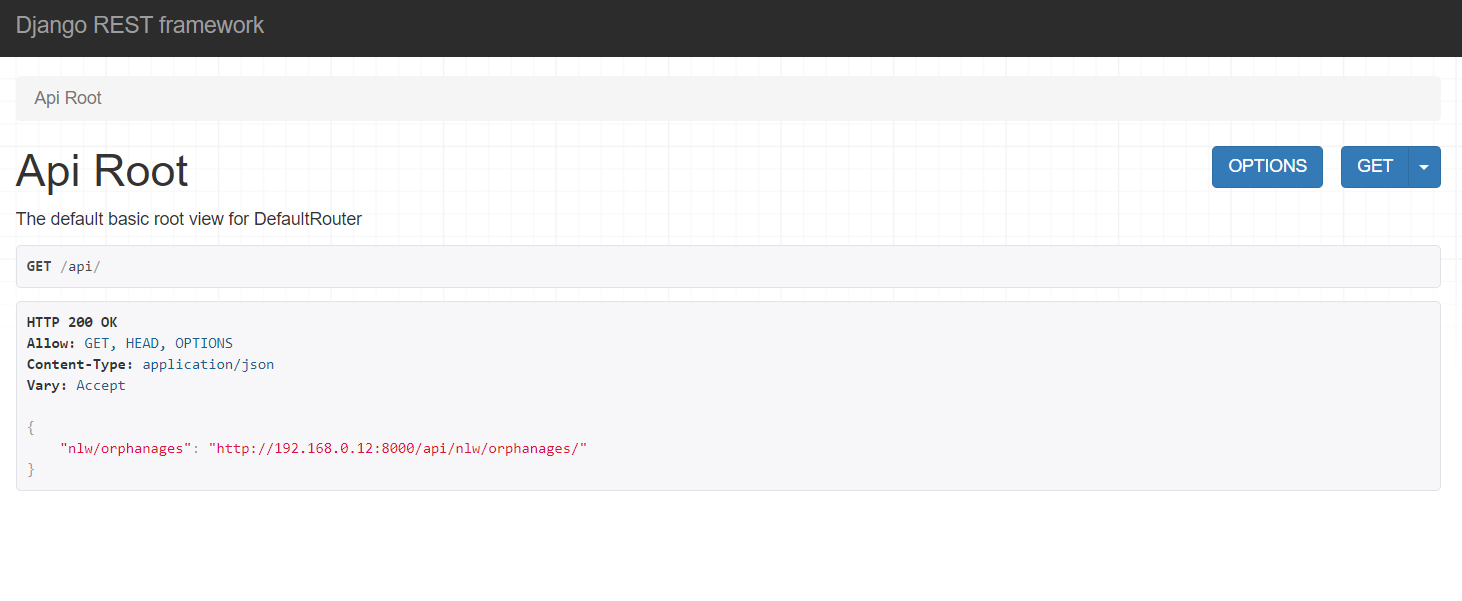 Django REST framework
Api Root
Api Root
OPTIONS
GET
The default basic root view for DefaultRouter
GET /api/
HTTP 200 OK
Allow: GET, HEAD, OPTIONS
Content-Type: application/json
Vary: Accept
{
    "nlw/orphanages": "http://192.168.0.12:8000/api/nlw/orphanages/"
}